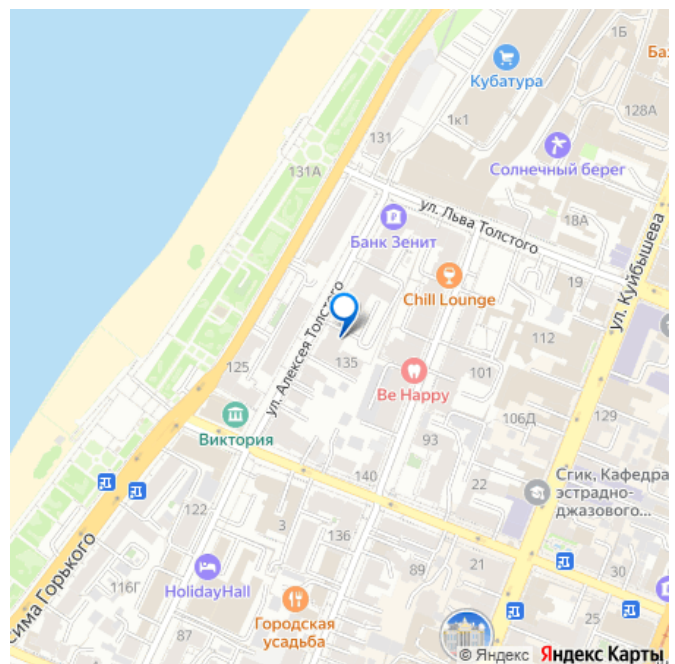 1Б
Баз
Кубатура
128А
1к1
131
Солнечный берег
131А
ул. Льва Толстого
18А
Банк Зенит
ул. Куйбышева
19
Chill Lounge
ул. Алексея Толстого
112
135
125
101
Be Happy
106Д
129
Виктория
93
140
22
Сгик, Кафедра
эстрадно-
джазового...
122
3
136
сима Горького
21
89
30
116Г
HolidayHall
Городская
усадьба
25
87
© Яндекс Яндекс Карты